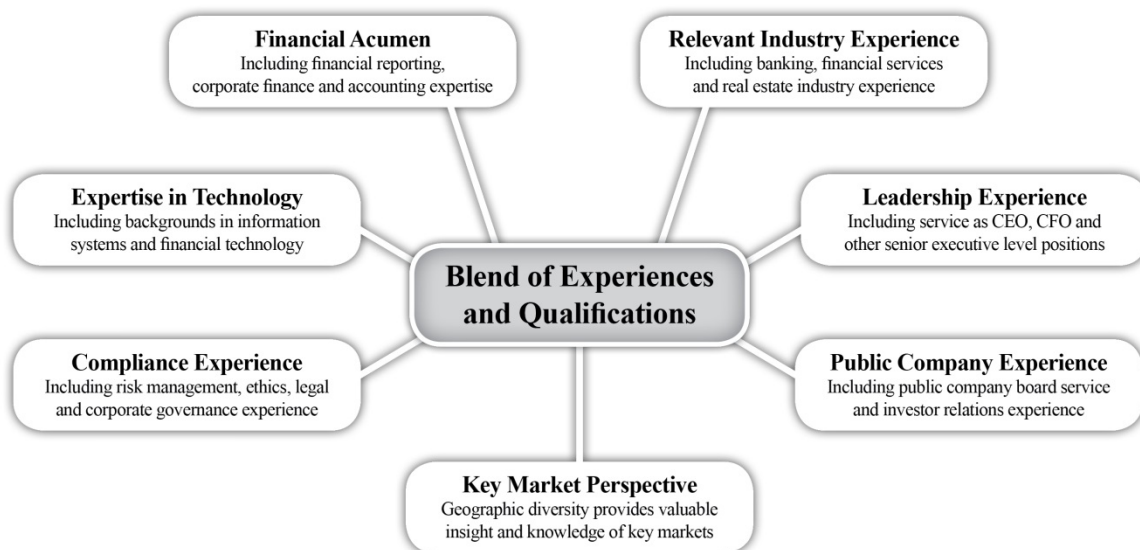 Financial Acumen
Including financial reporting,
corporate finance and accounting expertise
Relevant Industry Experience
Including banking, financial services
and real estate industry experience
Expertise in Technology
Including backgrounds in information
systems and financial technology
Leadership Experience
Including service as CEO, CFO and
other senior executive level positions
Blend of Experiences
and Qualifications
Compliance Experience
Including risk management, ethics, legal
and corporate governance experience
Public Company Experience
Including public company board service
and investor relations experience
Key Market Perspective
Geographic diversity provides valuable
insight and knowledge of key markets